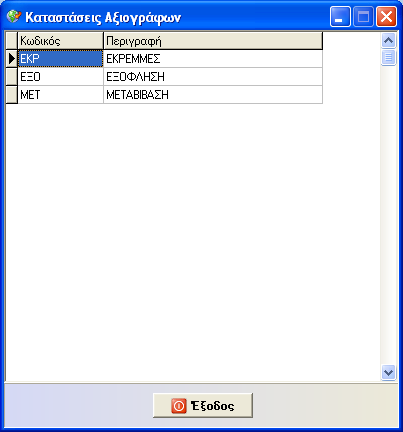 Καταστάσεις Αξιογράφων
Κωδικός Περιγραφή
ΕΚΡ ΕΚΡΕΜΜΕΣ
ΕΞΟ ΕΞΟΦΛΗΣΗ
ΜΕΤ ΜΕΤΑΒΙΒΑΣΗ
Έξοδος